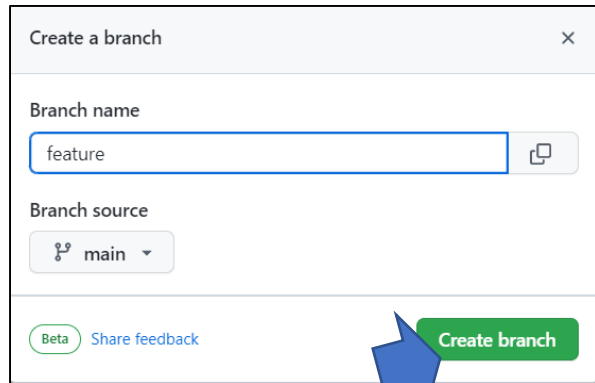 Create a branch
Branch name
feature
Branch source
main
Beta Share feedback
Create branch